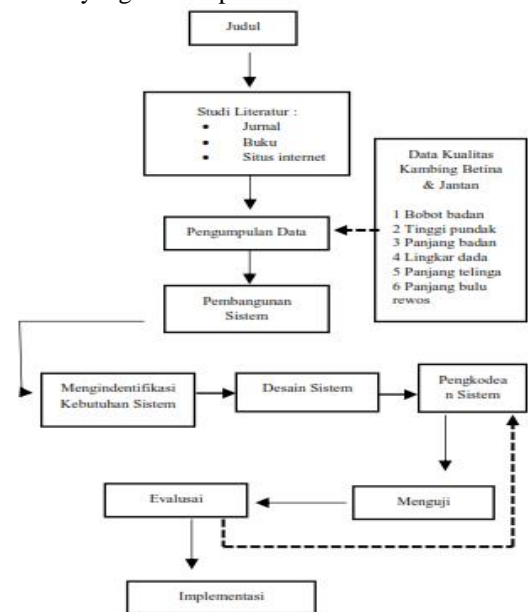 Judul
Studi Literatur :
• Jurnal
• Buku
• Situs internet
Data Kualitas
Kambing Betina
& Jantan
1 Bobot badan
2 Tinggi pundak
3 Panjang badan
4 Lingkar dada
5 Panjang telinga
6 Panjang bulu
rewos
Pengumpulan Data
Pembangunan
Sistem
Mengindentifikasi
Kebutuhan Sistem
Desain Sistem
Pengkodea
n Sistem
Evalusai
Menguji
Implementasi